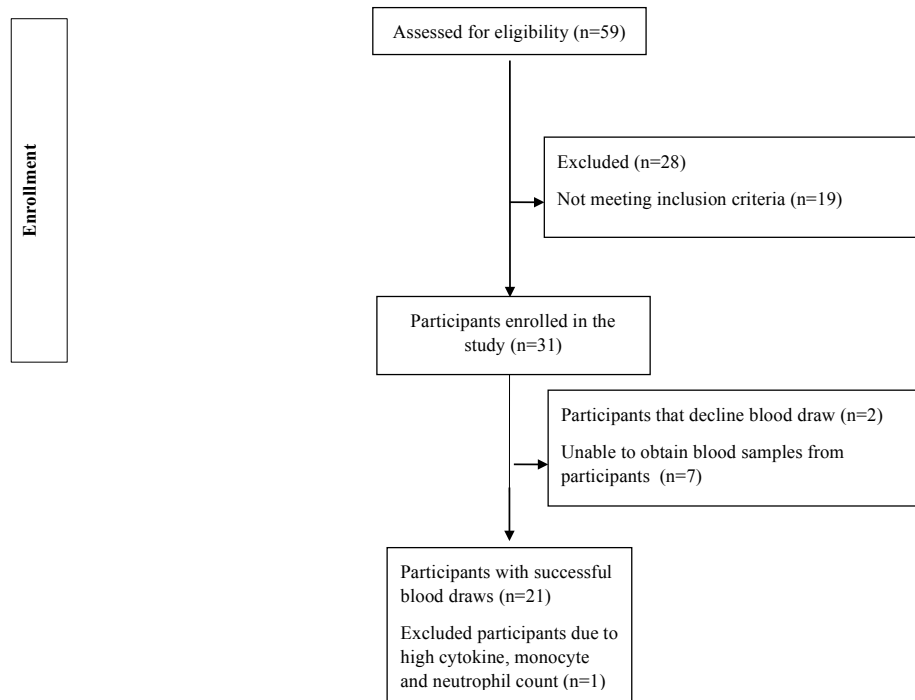 Assessed for eligibility (n=59)
Enrollment
Excluded (n=28)
Not meeting inclusion criteria (n=19)
Participants enrolled in the
study (n=31)
Participants that decline blood draw (n=2)
Unable to obtain blood samples from
participants (n=7)
Participants with successful
blood draws (n=21)
Excluded participants due to
high cytokine, monocyte
and neutrophil count (n=1)